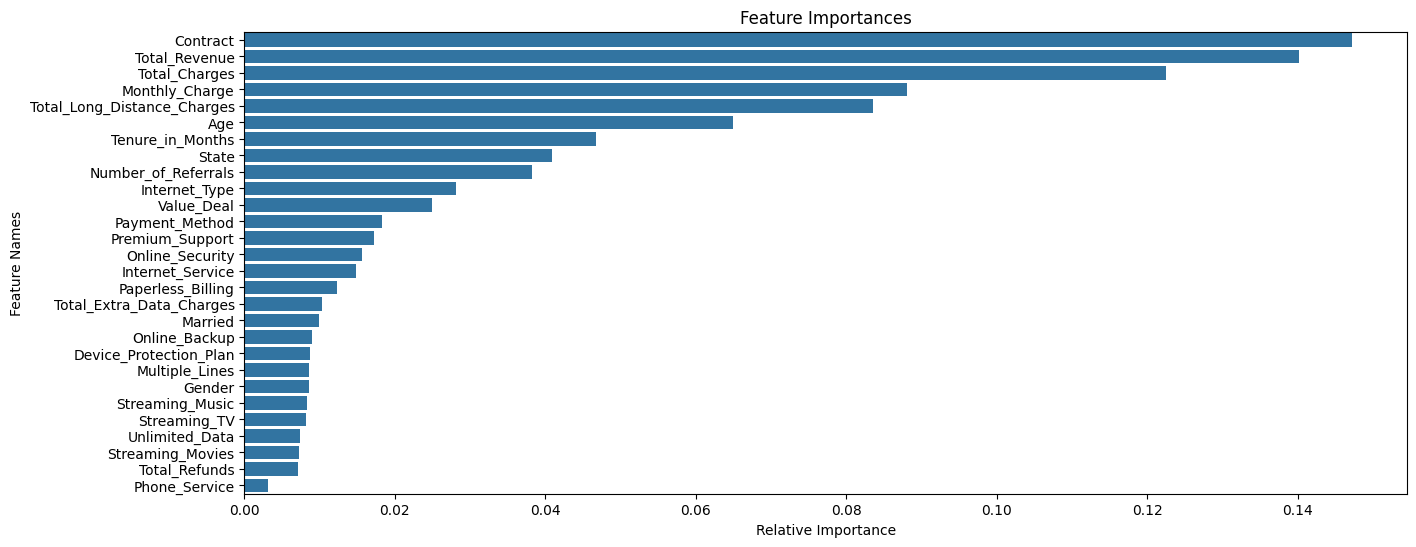 Feature Importances
Feature Names
Contract
Total_Revenue
Total_Charges
Monthly_Charge
Total_Long_Distance_Charges
Age
Tenure_in_Months
State
Number_of_Referrals
Internet_Type
Value_Deal
Payment_Method
Premium_Support
Online_Security
Internet_Service
Paperless_Billing
Total_Extra_Data_Charges
Married
Online_Backup
Device_Protection_Plan
Multiple_Lines
Gender
Streaming_Music
Streaming_TV
Unlimited_Data
Streaming_Movies
Total_Refunds
Phone_Service
0.00 0.02 0.04 0.06 0.08 0.10 0.12 0.14
Relative Importance